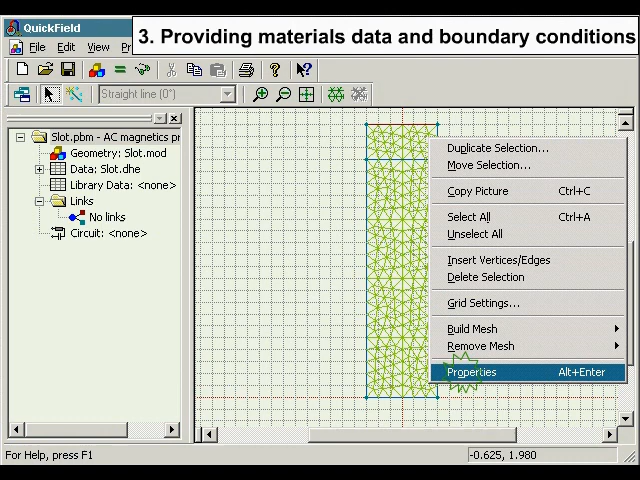 QuickField
3. Providing materials data and boundary conditions
File Edit View
Straight line (0°)
Slot.pbm - AC magnetics pr
Geometry: Slot.mod
Data: Slot.dhe
Library Data: <none>
Links
No links
Circuit: <none>
Duplicate Selection...
Move Selection...
Copy Picture Ctrl+C
Select All Ctrl+A
Unselect All
Insert Vertices/Edges
Delete Selection
Grid Settings...
Build Mesh
Remove Mesh
Properties Alt+Enter
For Help, press F1
-0.625, 1.980